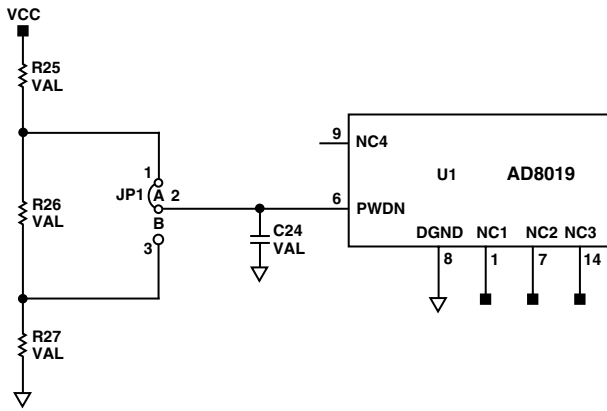 VCC
R25
VAL
9
NC4
U1
AD8019
1
JP1
A
2
R26
VAL
6
PWDN
B
C24
VAL
DGND
NC1
NC2
NC3
3
8
1
7
14
R27
VAL